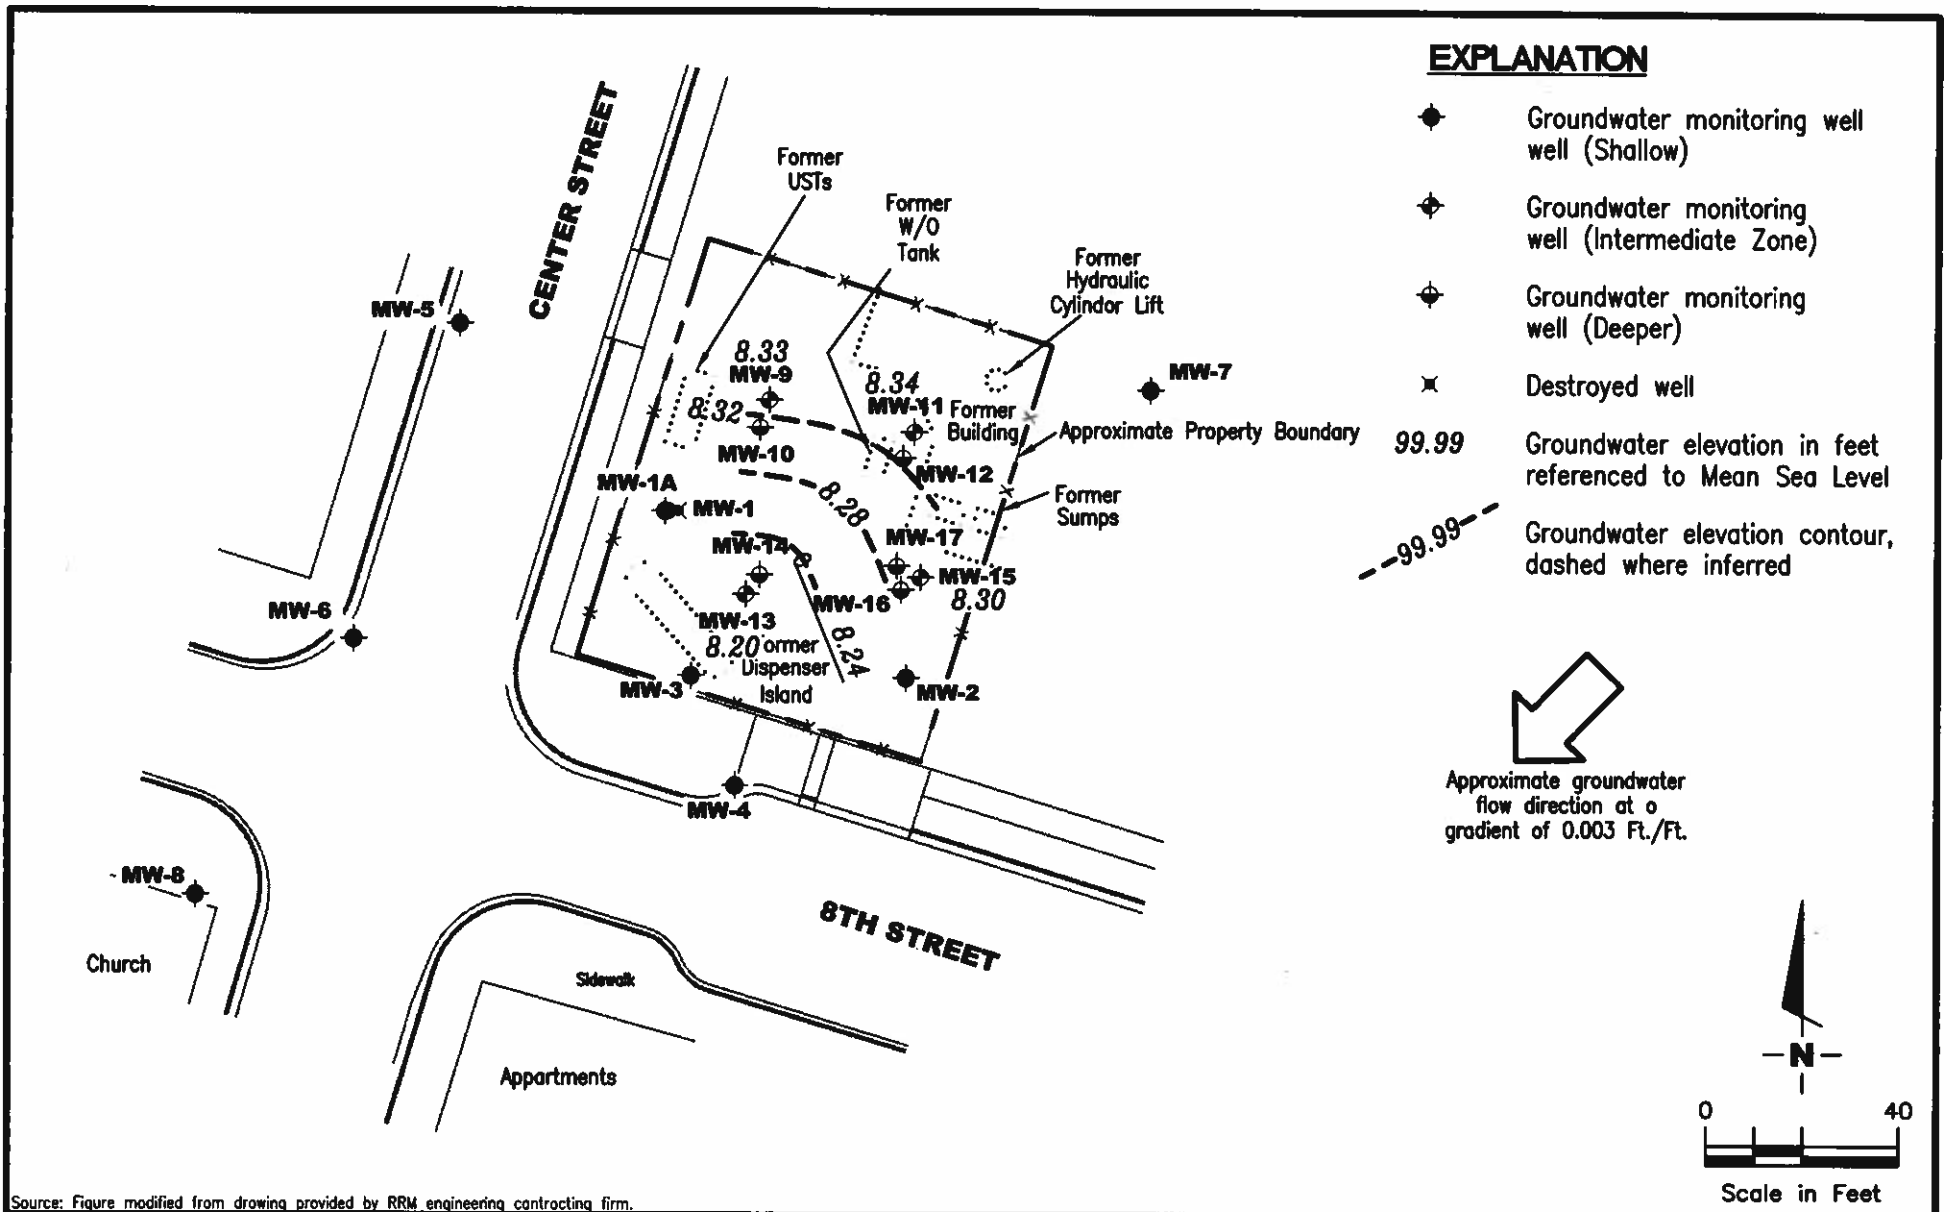 EXPLANATION
Groundwater monitoring well
well (Shallow)
Groundwater monitoring
well (Intermediate Zone)
Groundwater monitoring
well (Deeper)
Destroyed well
99.99
Groundwater elevation in feet
referenced to Mean Sea Level
99.99
Groundwater elevation contour,
dashed where inferred
Approximate groundwater
flow direction at a
gradient of 0.003 Ft./Ft.
N
0
40
Scale in Feet
CENTER STREET
Former
USTs
Former
W/O
Tank
Former
Hydraulic
Cylindor Lift
MW-5
8.33
MW-9
8.34
MW-11
MW-7
8.32
Former
Building
Approximate Property Boundary
MW-10
MW-12
MW-1A
MW-1
8.28
Former
Sumps
MW-17
MW-14
MW-15
MW-16
8.30
MW-6
MW-13
8.20
ormer
Dispenser
Island
8.24
MW-3
MW-2
MW-4
MW-8
8TH STREET
Church
Sidewalk
Appartments
Source: Figure modified from drawing provided by RRM engineering contracting firm.